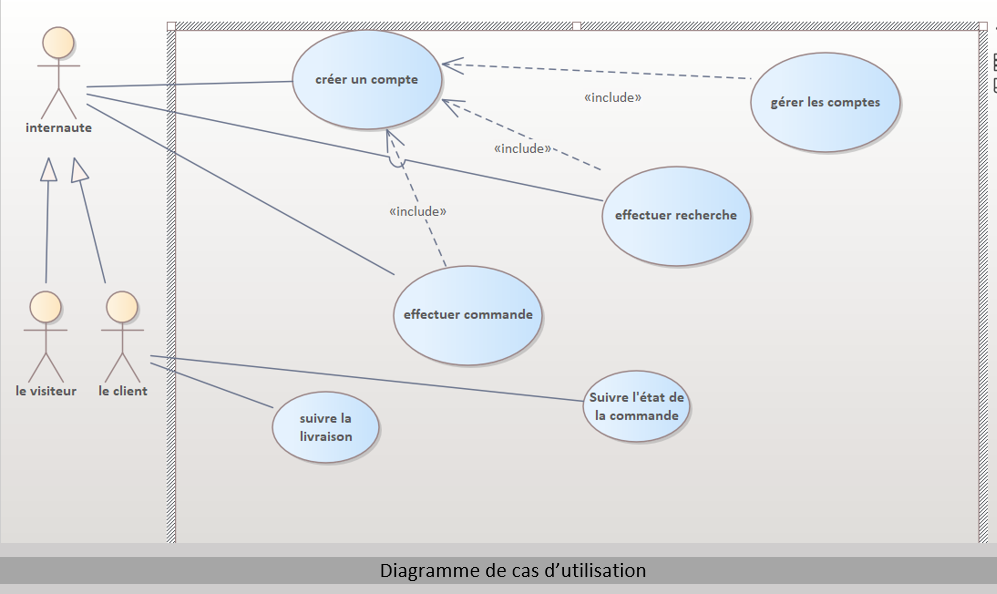 créer un compte
gérer les comptes
«include»
internaute
«include»
effectuer recherche
«include»
effectuer commande
le visiteur
le client
Suivre l'état de
la commande
suivre la
livraison
Diagramme de cas d’utilisation